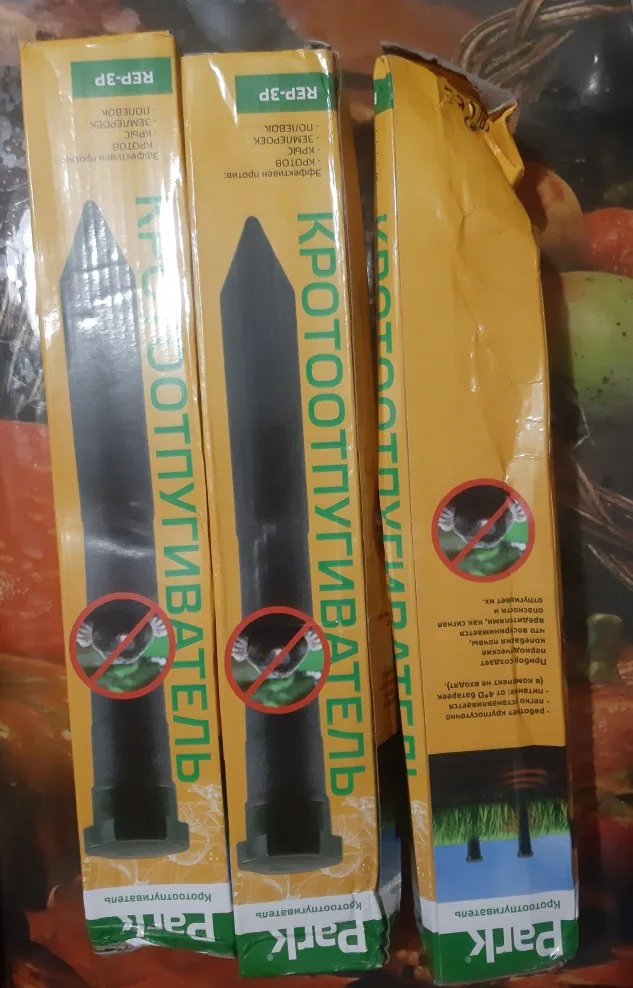 Park
Кротоотпугиватель
КРОТООТПУГИВАТЕЛЬ
Эффективен против:
- КРОТОВ
- КРЫС
- ЗЕМЛЕРОЕК
- ПОЛЕВОК
REP-3P
Park®
Кротоотпугиватель
КРОТООТПУГИВАТЕЛЬ
Эффективен против:
- КРОТОВ
- КРЫС
- ЗЕМЛЕРОЕК
- ПОЛЕВОК
REP-3P
Park®
Кротоотпугиватель
- работает круглосуточно
- легко устанавливается
- питание: от 4*D батареек
(в комплект не входят).
Прибор создает
периодические
колебания почвы,
что воспринимается
вредителями, как сигнал
опасности и
отпугивает их.
КРОТООТПУГИВАТЕЛЬ